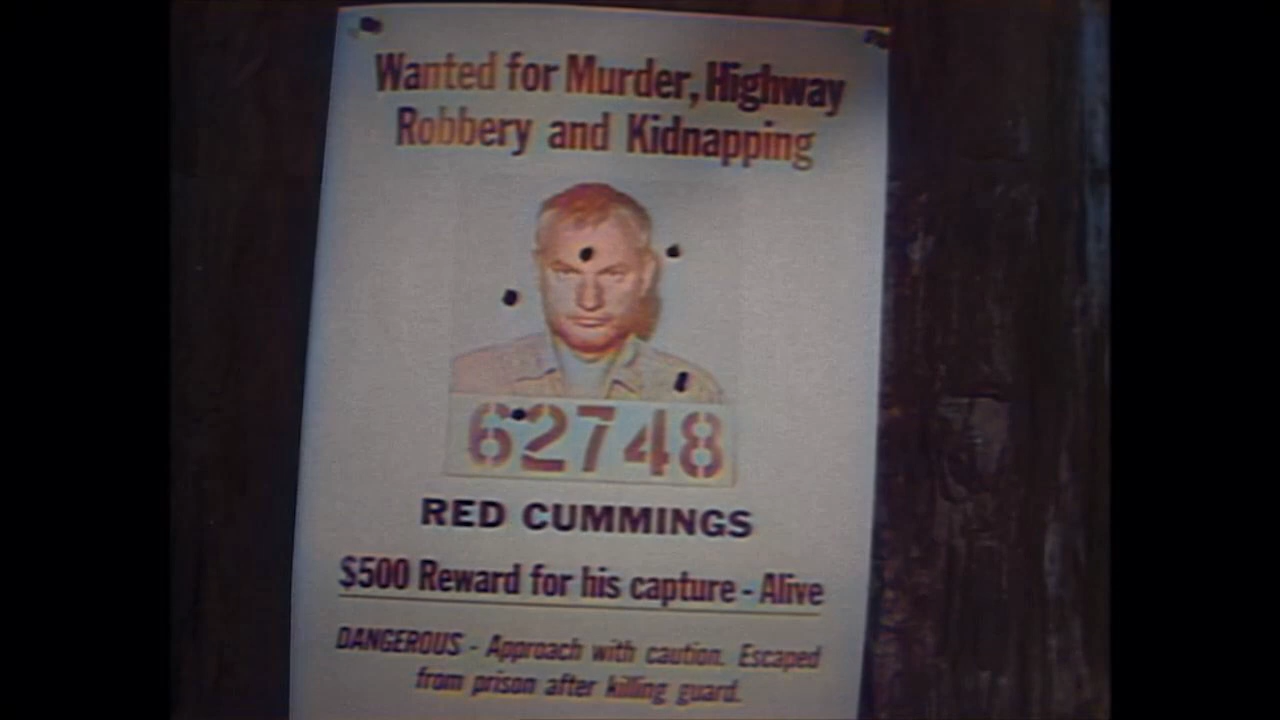 Wanted for Murder, Highway
Robbery and Kidnapping
62748
RED CUMMINGS
$500 Reward for his capture - Alive
DANGEROUS - Approach with caution. Escaped
from prison after killing guard.